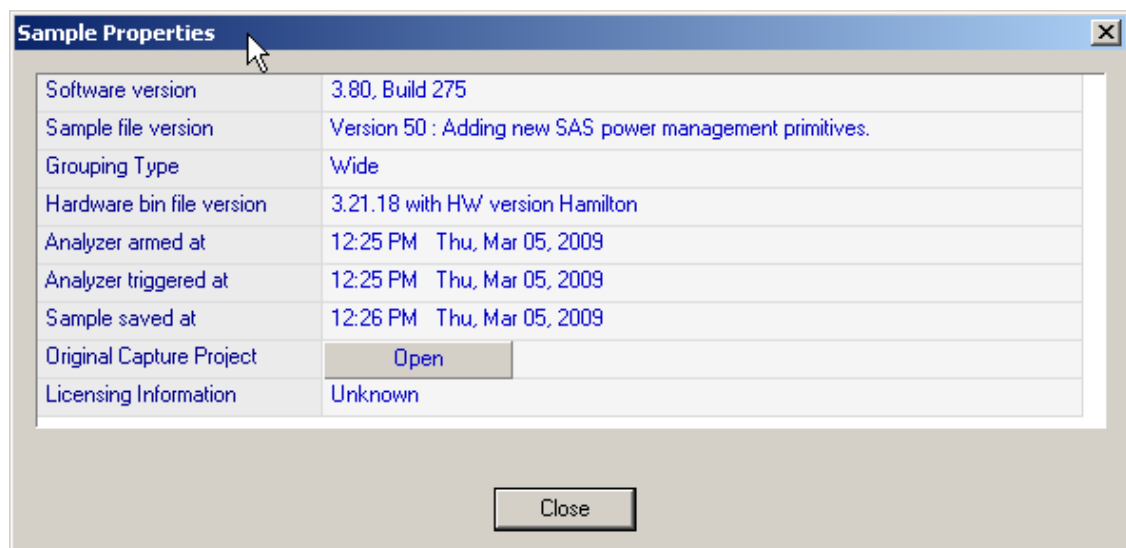 Sample Properties
Software version 3.80, Build 275
Sample file version Version 50 : Adding new SAS power management primitives.
Grouping Type Wide
Hardware bin file version 3.21.18 with HW version Hamilton
Analyzer armed at 12:25 PM Thu, Mar 05, 2009
Analyzer triggered at 12:25 PM Thu, Mar 05, 2009
Sample saved at 12:26 PM Thu, Mar 05, 2009
Original Capture Project Open
Licensing Information Unknown
Close